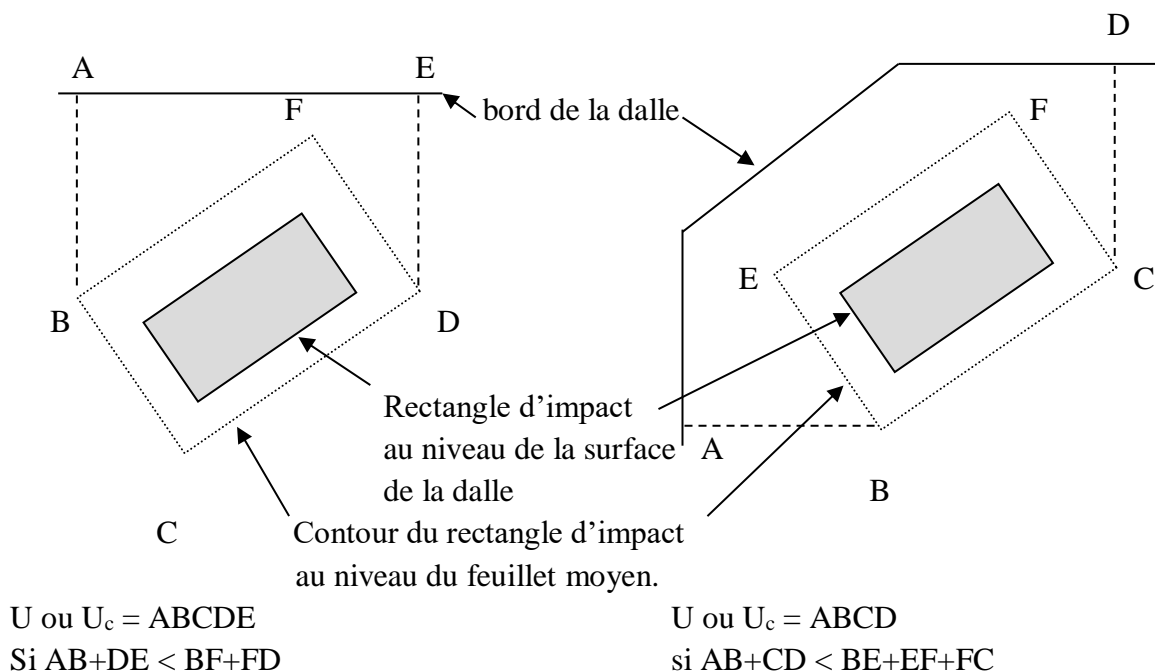 D
A
E
F
bord de la dalle
F
E
C
B
D
Rectangle d’impact
au niveau de la surface
de la dalle
A
B
C
Contour du rectangle d’impact
au niveau du feuillet moyen.
U ou Uc = ABCDE
Si AB+DE < BF+FD
U ou Uc = ABCD
si AB+CD < BE+EF+FC